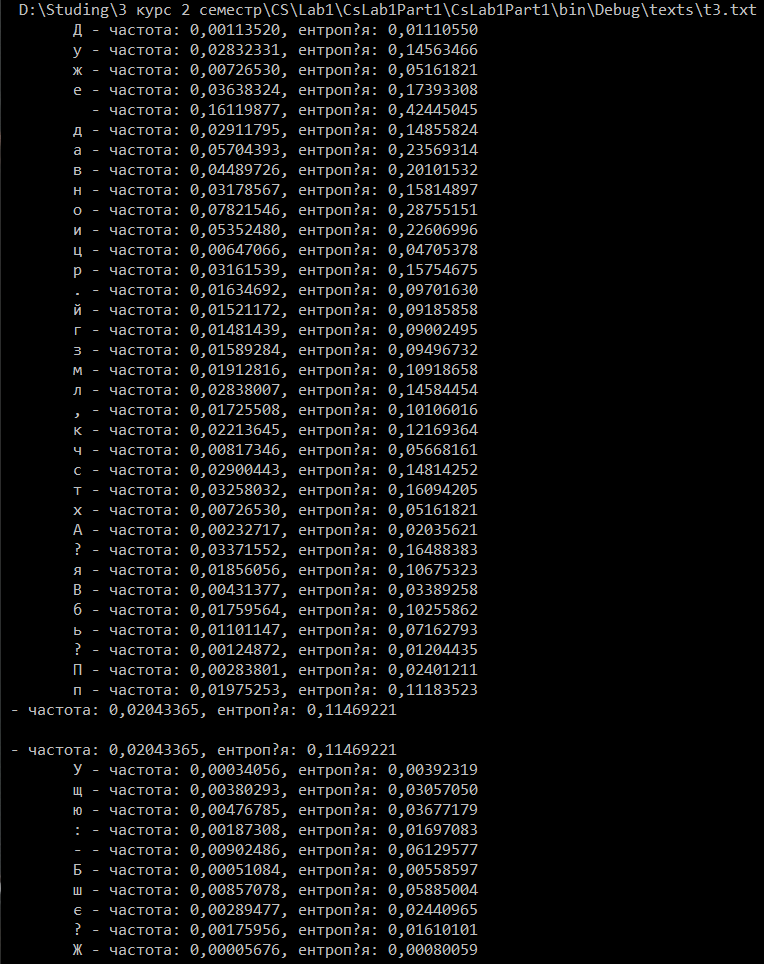 D:\Studing\3 курс 2 семестр\CS\Lab1\CsLab1Part1\CsLab1Part1\bin\Debug\texts\t3.txt
Д - частота: 0,00113520, ентроп?я: 0,01110550
у - частота: 0,02832331, ентроп?я: 0,14563466
ж - частота: 0,00726530, ентроп?я: 0,05161821
е - частота: 0,03638324, ентроп?я: 0,17393308
- частота: 0,16119877, ентроп?я: 0,42445045
д - частота: 0,02911795, ентроп?я: 0,14855824
а - частота: 0,05704393, ентроп?я: 0,23569314
в - частота: 0,04489726, ентроп?я: 0,20101532
н - частота: 0,03178567, ентроп?я: 0,15814897
о - частота: 0,07821546, ентроп?я: 0,28755151
и - частота: 0,05352480, ентроп?я: 0,22606996
ц - частота: 0,00647066, ентроп?я: 0,04705378
р - частота: 0,03161539, ентроп?я: 0,15754675
. - частота: 0,01634692, ентроп?я: 0,09701630
й - частота: 0,01521172, ентроп?я: 0,09185858
г - частота: 0,01481439, ентроп?я: 0,09002495
з - частота: 0,01589284, ентроп?я: 0,09496732
м - частота: 0,01912816, ентроп?я: 0,10918658
л - частота: 0,02838007, ентроп?я: 0,14584454
, - частота: 0,01725508, ентроп?я: 0,10106016
к - частота: 0,02213645, ентроп?я: 0,12169364
ч - частота: 0,00817346, ентроп?я: 0,05668161
с - частота: 0,02900443, ентроп?я: 0,14814252
т - частота: 0,03258032, ентроп?я: 0,16094205
х - частота: 0,00726530, ентроп?я: 0,05161821
А - частота: 0,00232717, ентроп?я: 0,02035621
? - частота: 0,03371552, ентроп?я: 0,16488383
я - частота: 0,01856056, ентроп?я: 0,10675323
В - частота: 0,00431377, ентроп?я: 0,03389258
б - частота: 0,01759564, ентроп?я: 0,10255862
ь - частота: 0,01101147, ентроп?я: 0,07162793
? - частота: 0,00124872, ентроп?я: 0,01204435
П - частота: 0,00283801, ентроп?я: 0,02401211
п - частота: 0,01975253, ентроп?я: 0,11183523
- частота: 0,02043365, ентроп?я: 0,11469221
- частота: 0,02043365, ентроп?я: 0,11469221
У - частота: 0,00034056, ентроп?я: 0,00392319
щ - частота: 0,00380293, ентроп?я: 0,03057050
ю - частота: 0,00476785, ентроп?я: 0,03677179
: - частота: 0,00187308, ентроп?я: 0,01697083
- - частота: 0,00902486, ентроп?я: 0,06129577
Б - частота: 0,00051084, ентроп?я: 0,00558597
ш - частота: 0,00857078, ентроп?я: 0,05885004
є - частота: 0,00289477, ентроп?я: 0,02440965
? - частота: 0,00175956, ентроп?я: 0,01610101
Ж - частота: 0,00005676, ентроп?я: 0,00080059